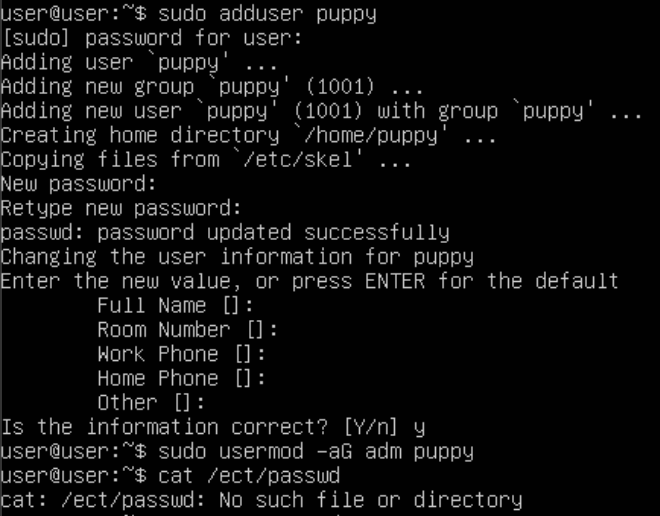 user@user:~$ sudo adduser puppy
[sudo] password for user:
Adding user `puppy' ...
Adding new group `puppy' (1001) ...
Adding new user `puppy' (1001) with group `puppy' ...
Creating home directory `/home/puppy' ...
Copying files from `/etc/skel' ...
New password:
Retype new password:
passwd: password updated successfully
Changing the user information for puppy
Enter the new value, or press ENTER for the default
        Full Name []:
        Room Number []:
        Work Phone []:
        Home Phone []:
        Other []:
Is the information correct? [Y/n] y
user@user:~$ sudo usermod -aG adm puppy
user@user:~$ cat /ect/passwd
cat: /ect/passwd: No such file or directory